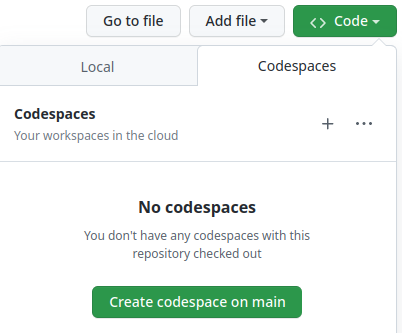 Go to file Add file Code
Local Codespaces
Codespaces
Your workspaces in the cloud
No codespaces
You don't have any codespaces with this
repository checked out
Create codespace on main